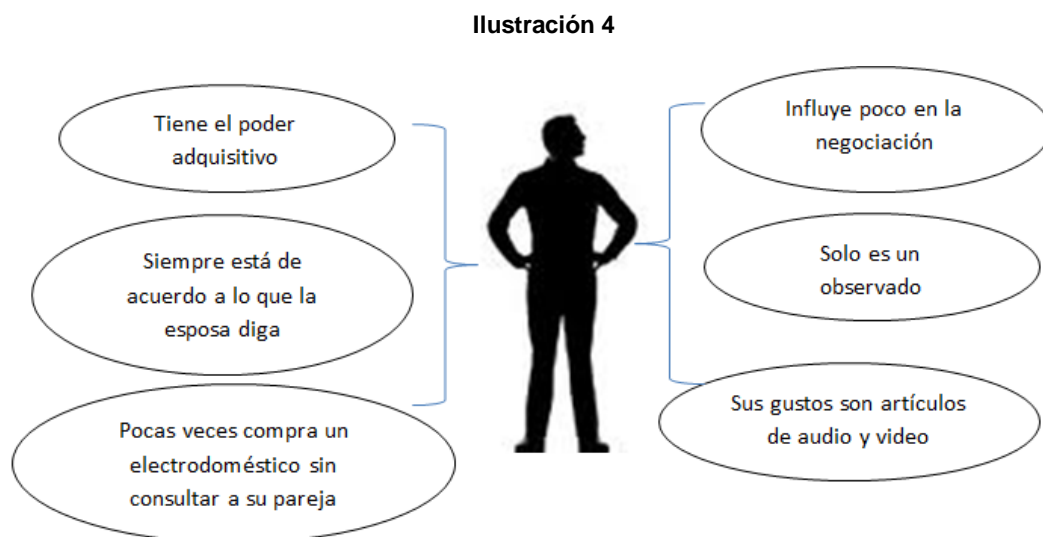 Ilustración 4
Tiene el poder
adquisitivo
Siempre está de
acuerdo a lo que la
esposa diga
Pocas veces compra un
electrodoméstico sin
consultar a su pareja
Influye poco en la
negociación
Solo es un
observado
Sus gustos son artículos
de audio y video